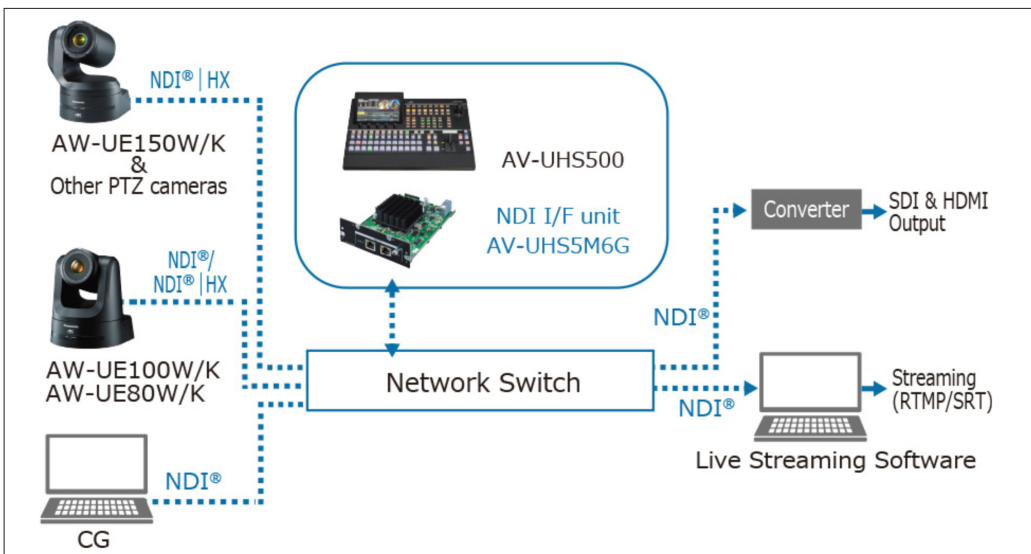 NDI® | HX
AW-UE150W/K
&
Other PTZ cameras
NDI®/
NDI® | HX
AW-UE100W/K
AW-UE80W/K
NDI®
CG
AV-UHS500
NDI I/F unit
AV-UHS5M6G
Network Switch
NDI®
Converter
SDI & HDMI
Output
NDI®
Streaming
(RTMP/SRT)
Live Streaming Software